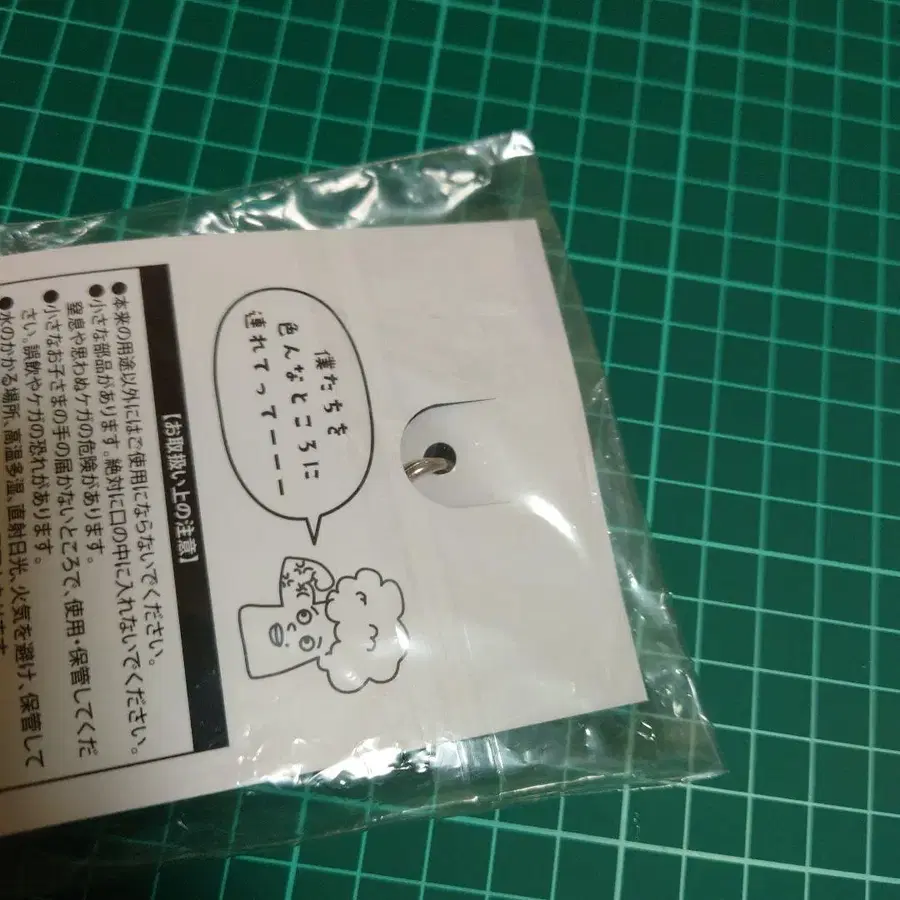 僕たちを
色んなところに
連れてってーーー
【お取扱い上の注意】
●本来の用途以外にはご使用にならないでください。
●小さな部品があります。絶対に口の中に入れないでください。
窒息や思わぬケガの危険があります。
●小さなお子さまの手の届かないところで、使用・保管してくだ
さい。誤飲やケガの恐れがあります。
●水のかかる場所、高温多湿、直射日光、火気を避け、保管して